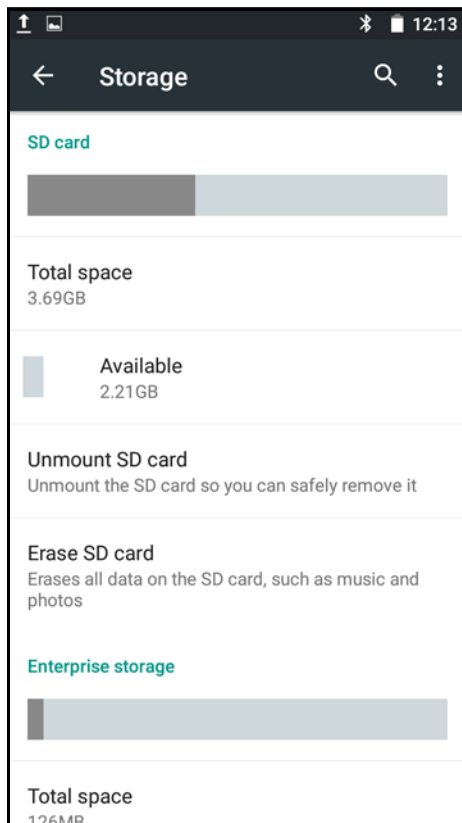 12:13
Storage
SD card
Total space
3.69GB
Available
2.21GB
Unmount SD card
Unmount the SD card so you can safely remove it
Erase SD card
Erases all data on the SD card, such as music and
photos
Enterprise storage
Total space
126MB